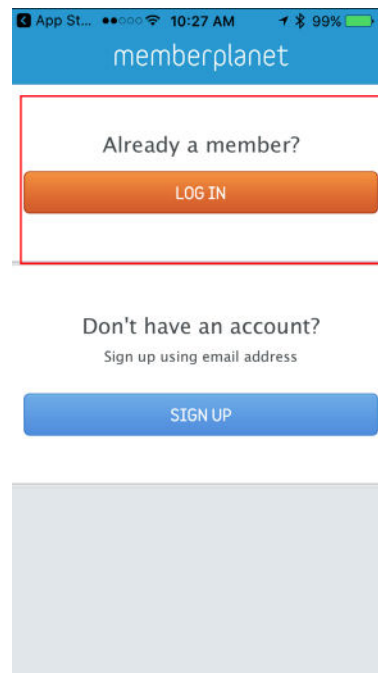 App St... 10:27 AM 99%
memberplanet
Already a member?
LOG IN
Don't have an account?
Sign up using email address
SIGN UP